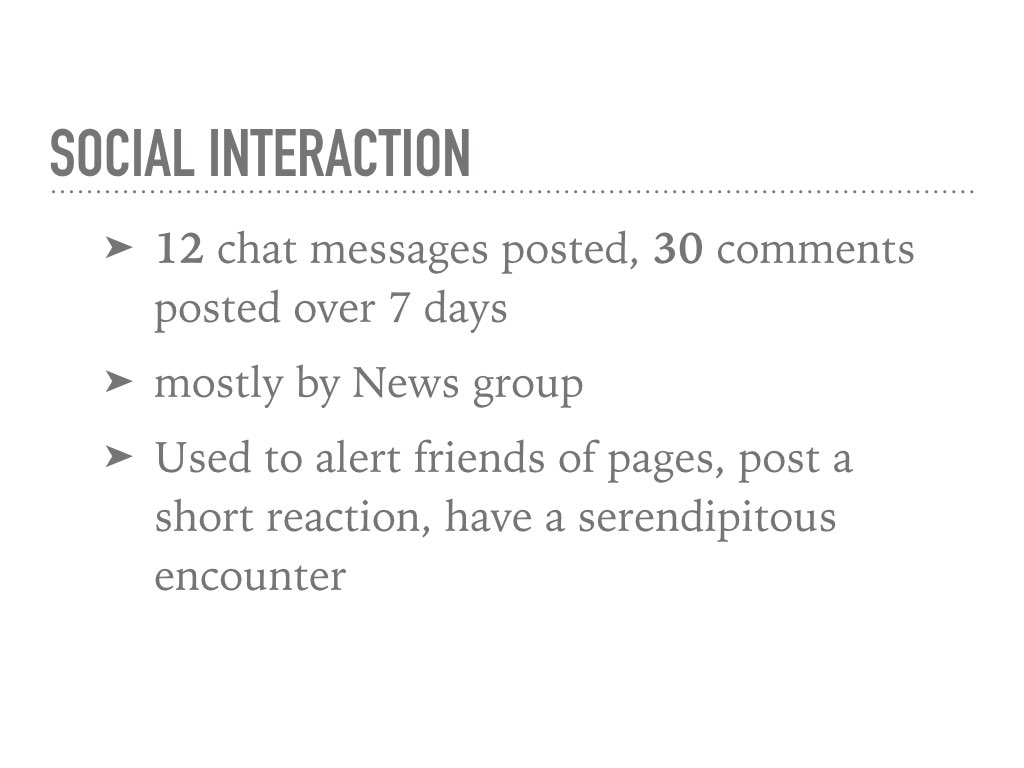 SOCIAL INTERACTION
➤ 12 chat messages posted, 30 comments
posted over 7 days
➤ mostly by News group
➤ Used to alert friends of pages, post a
short reaction, have a serendipitous
encounter